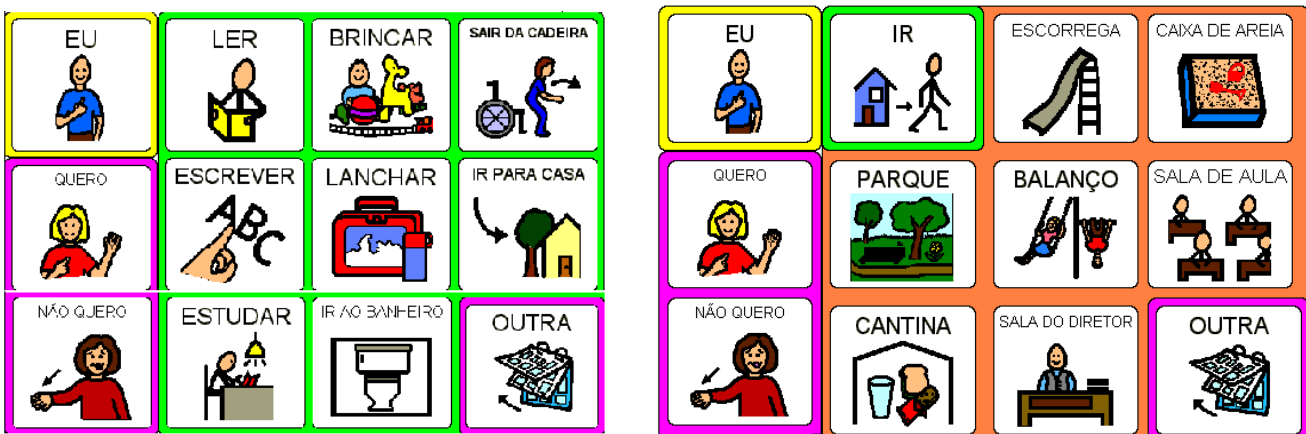 EU
LER
BRINCAR
SAIR DA CADEIRA
QUERO
ESCREVER
LANCHAR
IR PARA CASA
NÃO QUERO
ESTUDAR
IR AO BANHEIRO
OUTRA
EU
IR
ESCORREGA
CAIXA DE AREIA
QUERO
PARQUE
BALANÇO
SALA DE AULA
NÃO QUERO
CANTINA
SALA DO DIRETOR
OUTRA